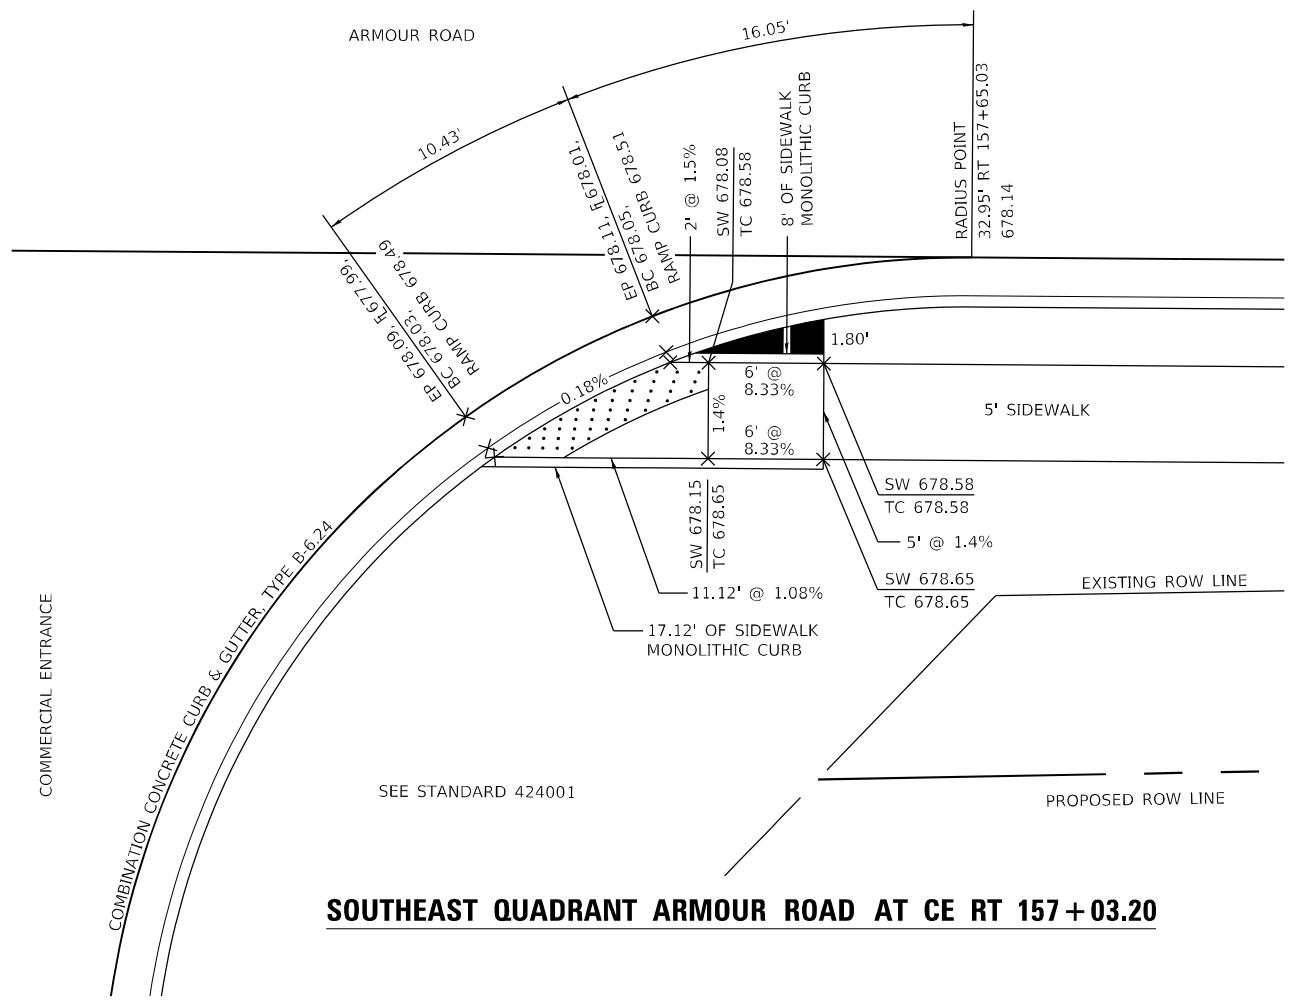 ARMOUR ROAD
16.05'
10.43'
EP 678.11, ℄678.01,
BC 678.05,
RAMP CURB 678.51
EP 678.09, ℄677.99,
BC 678.03,
RAMP CURB 678.49
2' @ 1.5%
SW 678.08
TC 678.58
8' OF SIDEWALK
MONOLITHIC CURB
RADIUS POINT
32.95' RT 157+65.03
678.14
1.80'
6' @
8.33%
0.18%
1.4%
6' @
8.33%
5' SIDEWALK
SW 678.58
TC 678.58
5' @ 1.4%
SW 678.15
TC 678.65
SW 678.65
TC 678.65
11.12' @ 1.08%
17.12' OF SIDEWALK
MONOLITHIC CURB
EXISTING ROW LINE
COMBINATION CONCRETE CURB & GUTTER, TYPE B-6.24
COMMERCIAL ENTRANCE
SEE STANDARD 424001
PROPOSED ROW LINE
SOUTHEAST QUADRANT ARMOUR ROAD AT CE RT 157+03.20